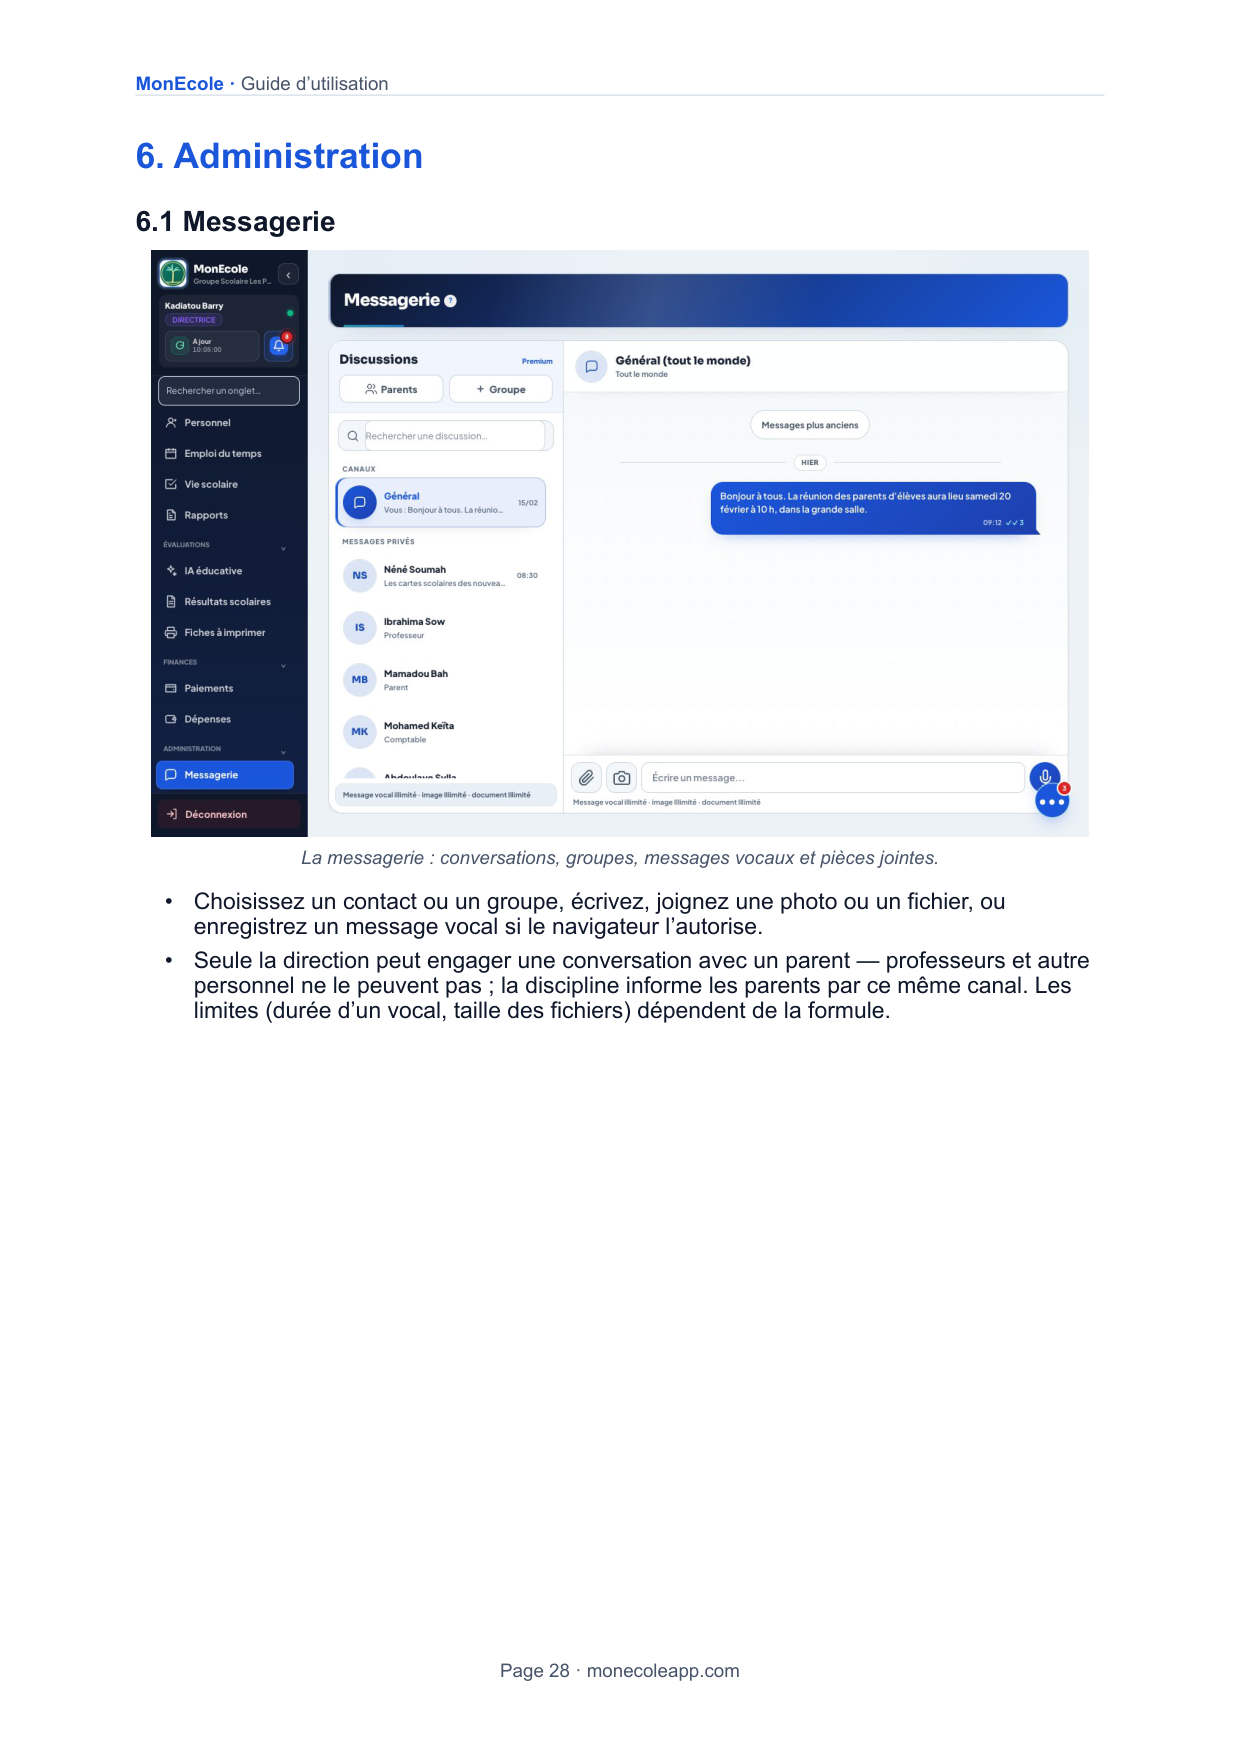 MonEcole · Guide d’utilisation
6. Administration
6.1 Messagerie
MonEcole
Groupe Scolaire Les P...
Kadiatou Barry
DIRECTRICE
À jour
10:05:00
8
Rechercher un onglet...
Personnel
Emploi du temps
Vie scolaire
Rapports
ÉVALUATIONS
IA éducative
Résultats scolaires
Fiches à imprimer
FINANCES
Paiements
Dépenses
ADMINISTRATION
Messagerie
Déconnexion
Messagerie ?
Discussions
Premium
Parents
+ Groupe
Rechercher une discussion...
CANAUX
Général
15/02
Vous : Bonjour à tous. La réunio...
MESSAGES PRIVÉS
NS
Néné Soumah
08:30
Les cartes scolaires des nouvea...
IS
Ibrahima Sow
Professeur
MB
Mamadou Bah
Parent
MK
Mohamed Keïta
Comptable
Abdoulaye Sylla
Message vocal illimité · image illimité · document illimité
Général (tout le monde)
Tout le monde
Messages plus anciens
HIER
Bonjour à tous. La réunion des parents d'élèves aura lieu samedi 20
février à 10 h, dans la grande salle.
09:12 ✓✓ 3
Écrire un message...
Message vocal illimité · image illimité · document illimité
3
La messagerie : conversations, groupes, messages vocaux et pièces jointes.
• Choisissez un contact ou un groupe, écrivez, joignez une photo ou un fichier, ou
enregistrez un message vocal si le navigateur l’autorise.
• Seule la direction peut engager une conversation avec un parent — professeurs et autre
personnel ne le peuvent pas ; la discipline informe les parents par ce même canal. Les
limites (durée d’un vocal, taille des fichiers) dépendent de la formule.
Page 28 · monecoleapp.com